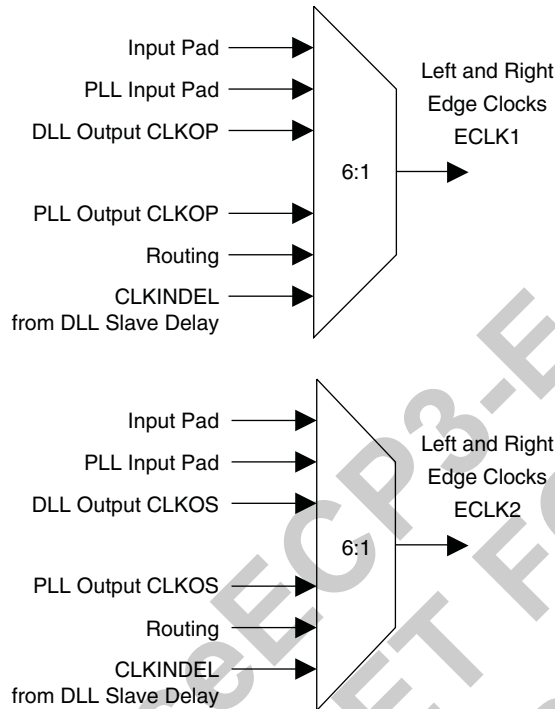 Input Pad
PLL Input Pad
DLL Output CLKOP
PLL Output CLKOP
Routing
CLKINDEL
from DLL Slave Delay
6:1
Left and Right
Edge Clocks
ECLK1
Input Pad
PLL Input Pad
DLL Output CLKOS
PLL Output CLKOS
Routing
CLKINDEL
from DLL Slave Delay
6:1
Left and Right
Edge Clocks
ECLK2
eECP3-E
ET F